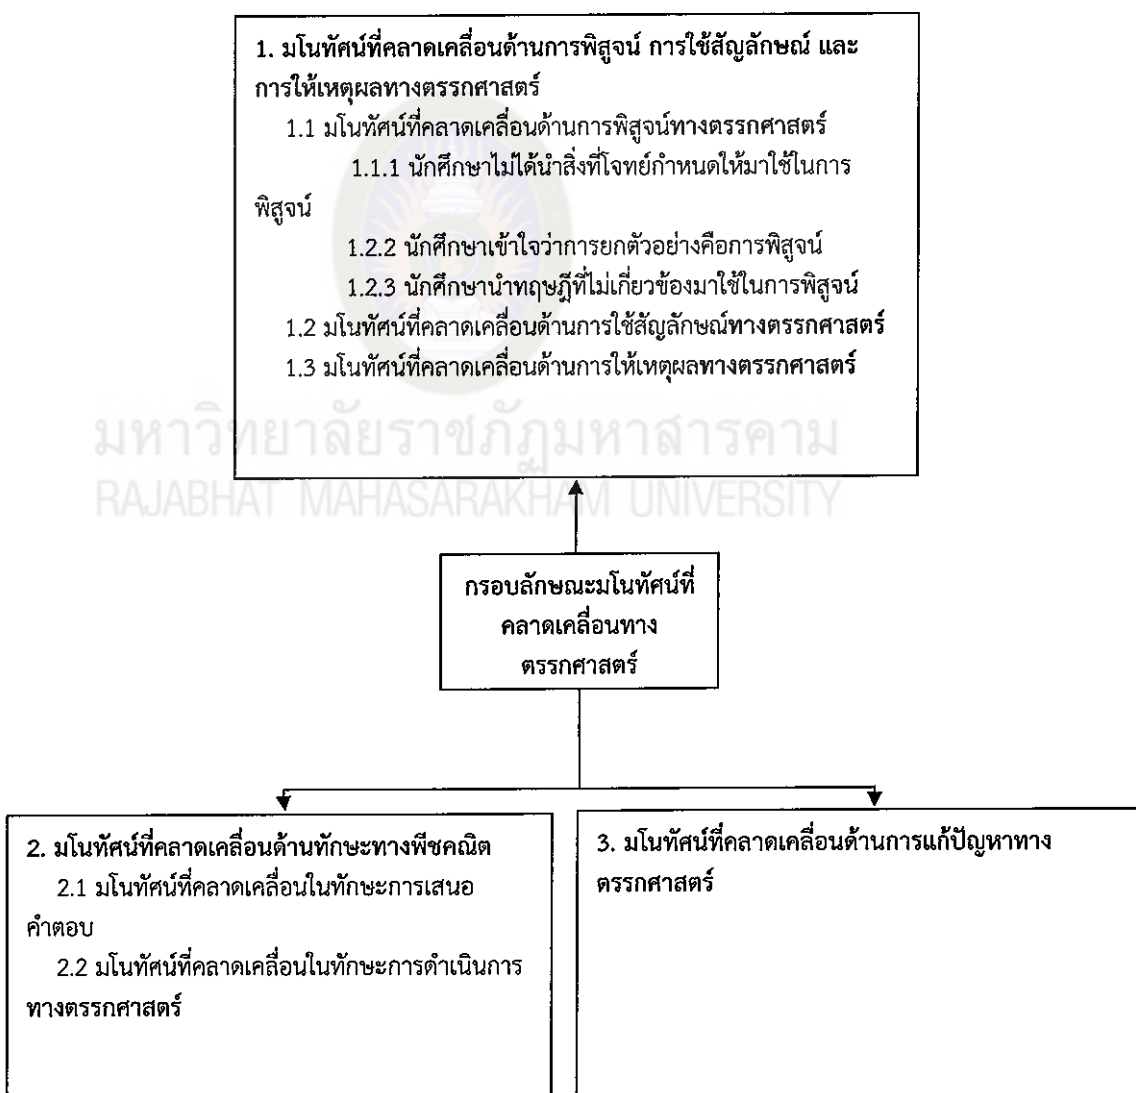 1. มโนทัศน์ที่คลาดเคลื่อนด้านการพิสูจน์ การใช้สัญลักษณ์ และ
การให้เหตุผลทางตรรกศาสตร์
1.1 มโนทัศน์ที่คลาดเคลื่อนด้านการพิสูจน์ทางตรรกศาสตร์
1.1.1 นักศึกษาไม่ได้นำสิ่งที่โจทย์กำหนดให้มาใช้ในการ
พิสูจน์
1.2.2 นักศึกษาเข้าใจว่าการยกตัวอย่างคือการพิสูจน์
1.2.3 นักศึกษานำทฤษฎีที่ไม่เกี่ยวข้องมาใช้ในการพิสูจน์
1.2 มโนทัศน์ที่คลาดเคลื่อนด้านการใช้สัญลักษณ์ทางตรรกศาสตร์
1.3 มโนทัศน์ที่คลาดเคลื่อนด้านการให้เหตุผลทางตรรกศาสตร์
มหาวิทยาลัยราชภัฏมหาสารคาม
RAJABHAT MAHASARAKHAM UNIVERSITY
กรอบลักษณะมโนทัศน์ที่
คลาดเคลื่อนทาง
ตรรกศาสตร์
2. มโนทัศน์ที่คลาดเคลื่อนด้านทักษะทางพีชคณิต
2.1 มโนทัศน์ที่คลาดเคลื่อนในทักษะการเสนอ
คำตอบ
2.2 มโนทัศน์ที่คลาดเคลื่อนในทักษะการดำเนินการ
ทางตรรกศาสตร์
3. มโนทัศน์ที่คลาดเคลื่อนด้านการแก้ปัญหาทาง
ตรรกศาสตร์